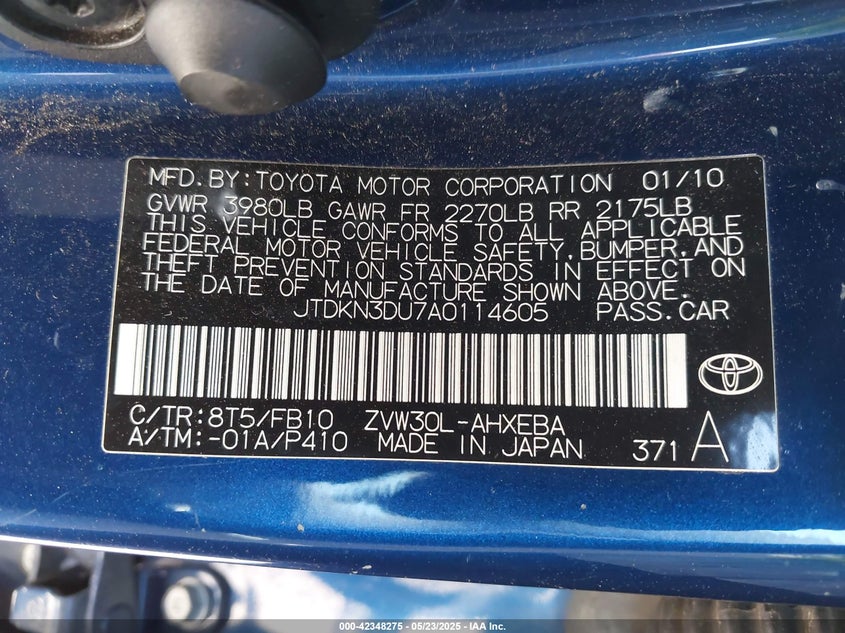 MFD.BY:TOYOTA MOTOR CORPORATION 01/10
GVWR 3980LB GAWR FR 2270LB RR 2175LB
THIS VEHICLE CONFORMS TO ALL APPLICABLE
FEDERAL MOTOR VEHICLE SAFETY,BUMPER,AND
THEFT PREVENTION STANDARDS IN EFFECT ON
THE DATE OF MANUFACTURE SHOWN ABOVE.
JTDKN3DU7A0114605 PASS.CAR
C/TR:8T5/FB10 ZVW30L-AHXEBA
A/TM:-01A/P410 MADE IN JAPAN 371 A
000-42348275 - 05/23/2025 - IAA Inc.